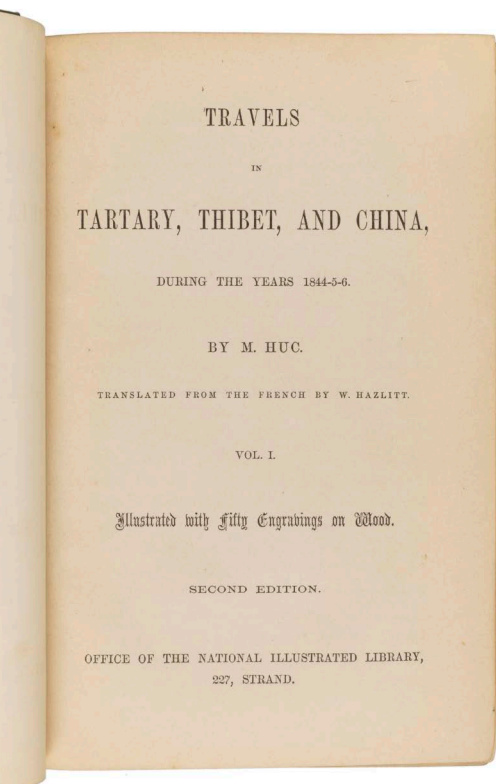 TRAVELS
IN
TARTARY, THIBET, AND CHINA,
DURING THE YEARS 1844-5-6.
BY M. HUC.
TRANSLATED FROM THE FRENCH BY W. HAZLITT.
VOL. I.
Illustrated with Fifty Engravings on Wood.
SECOND EDITION.
OFFICE OF THE NATIONAL ILLUSTRATED LIBRARY,
227, STRAND.